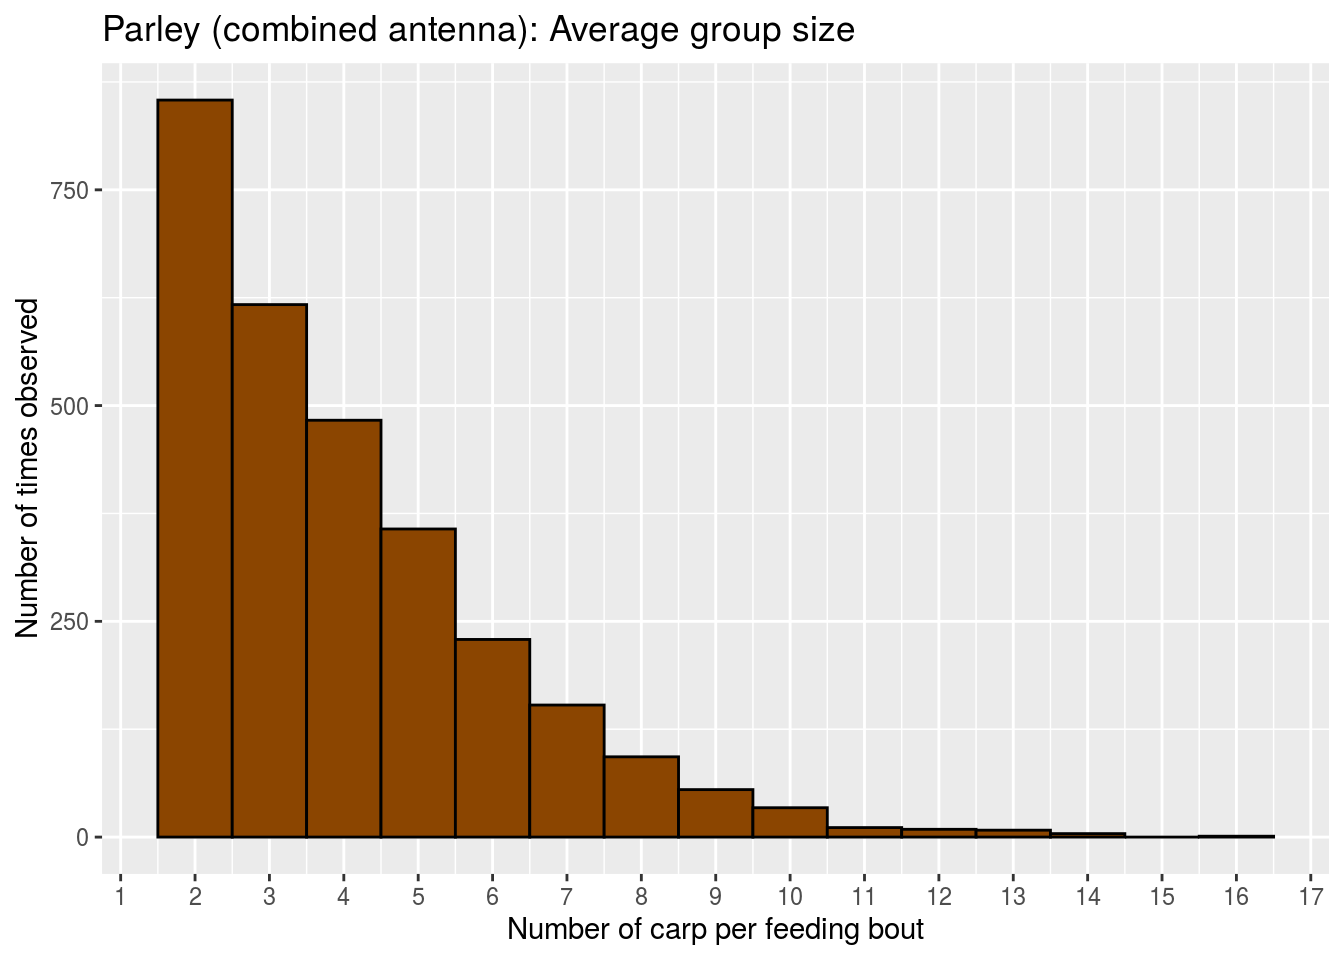 Parley (combined antenna): Average group size
Number of times observed
750
500
250
0
1 2 3 4 5 6 7 8 9 10 11 12 13 14 15 16 17
Number of carp per feeding bout